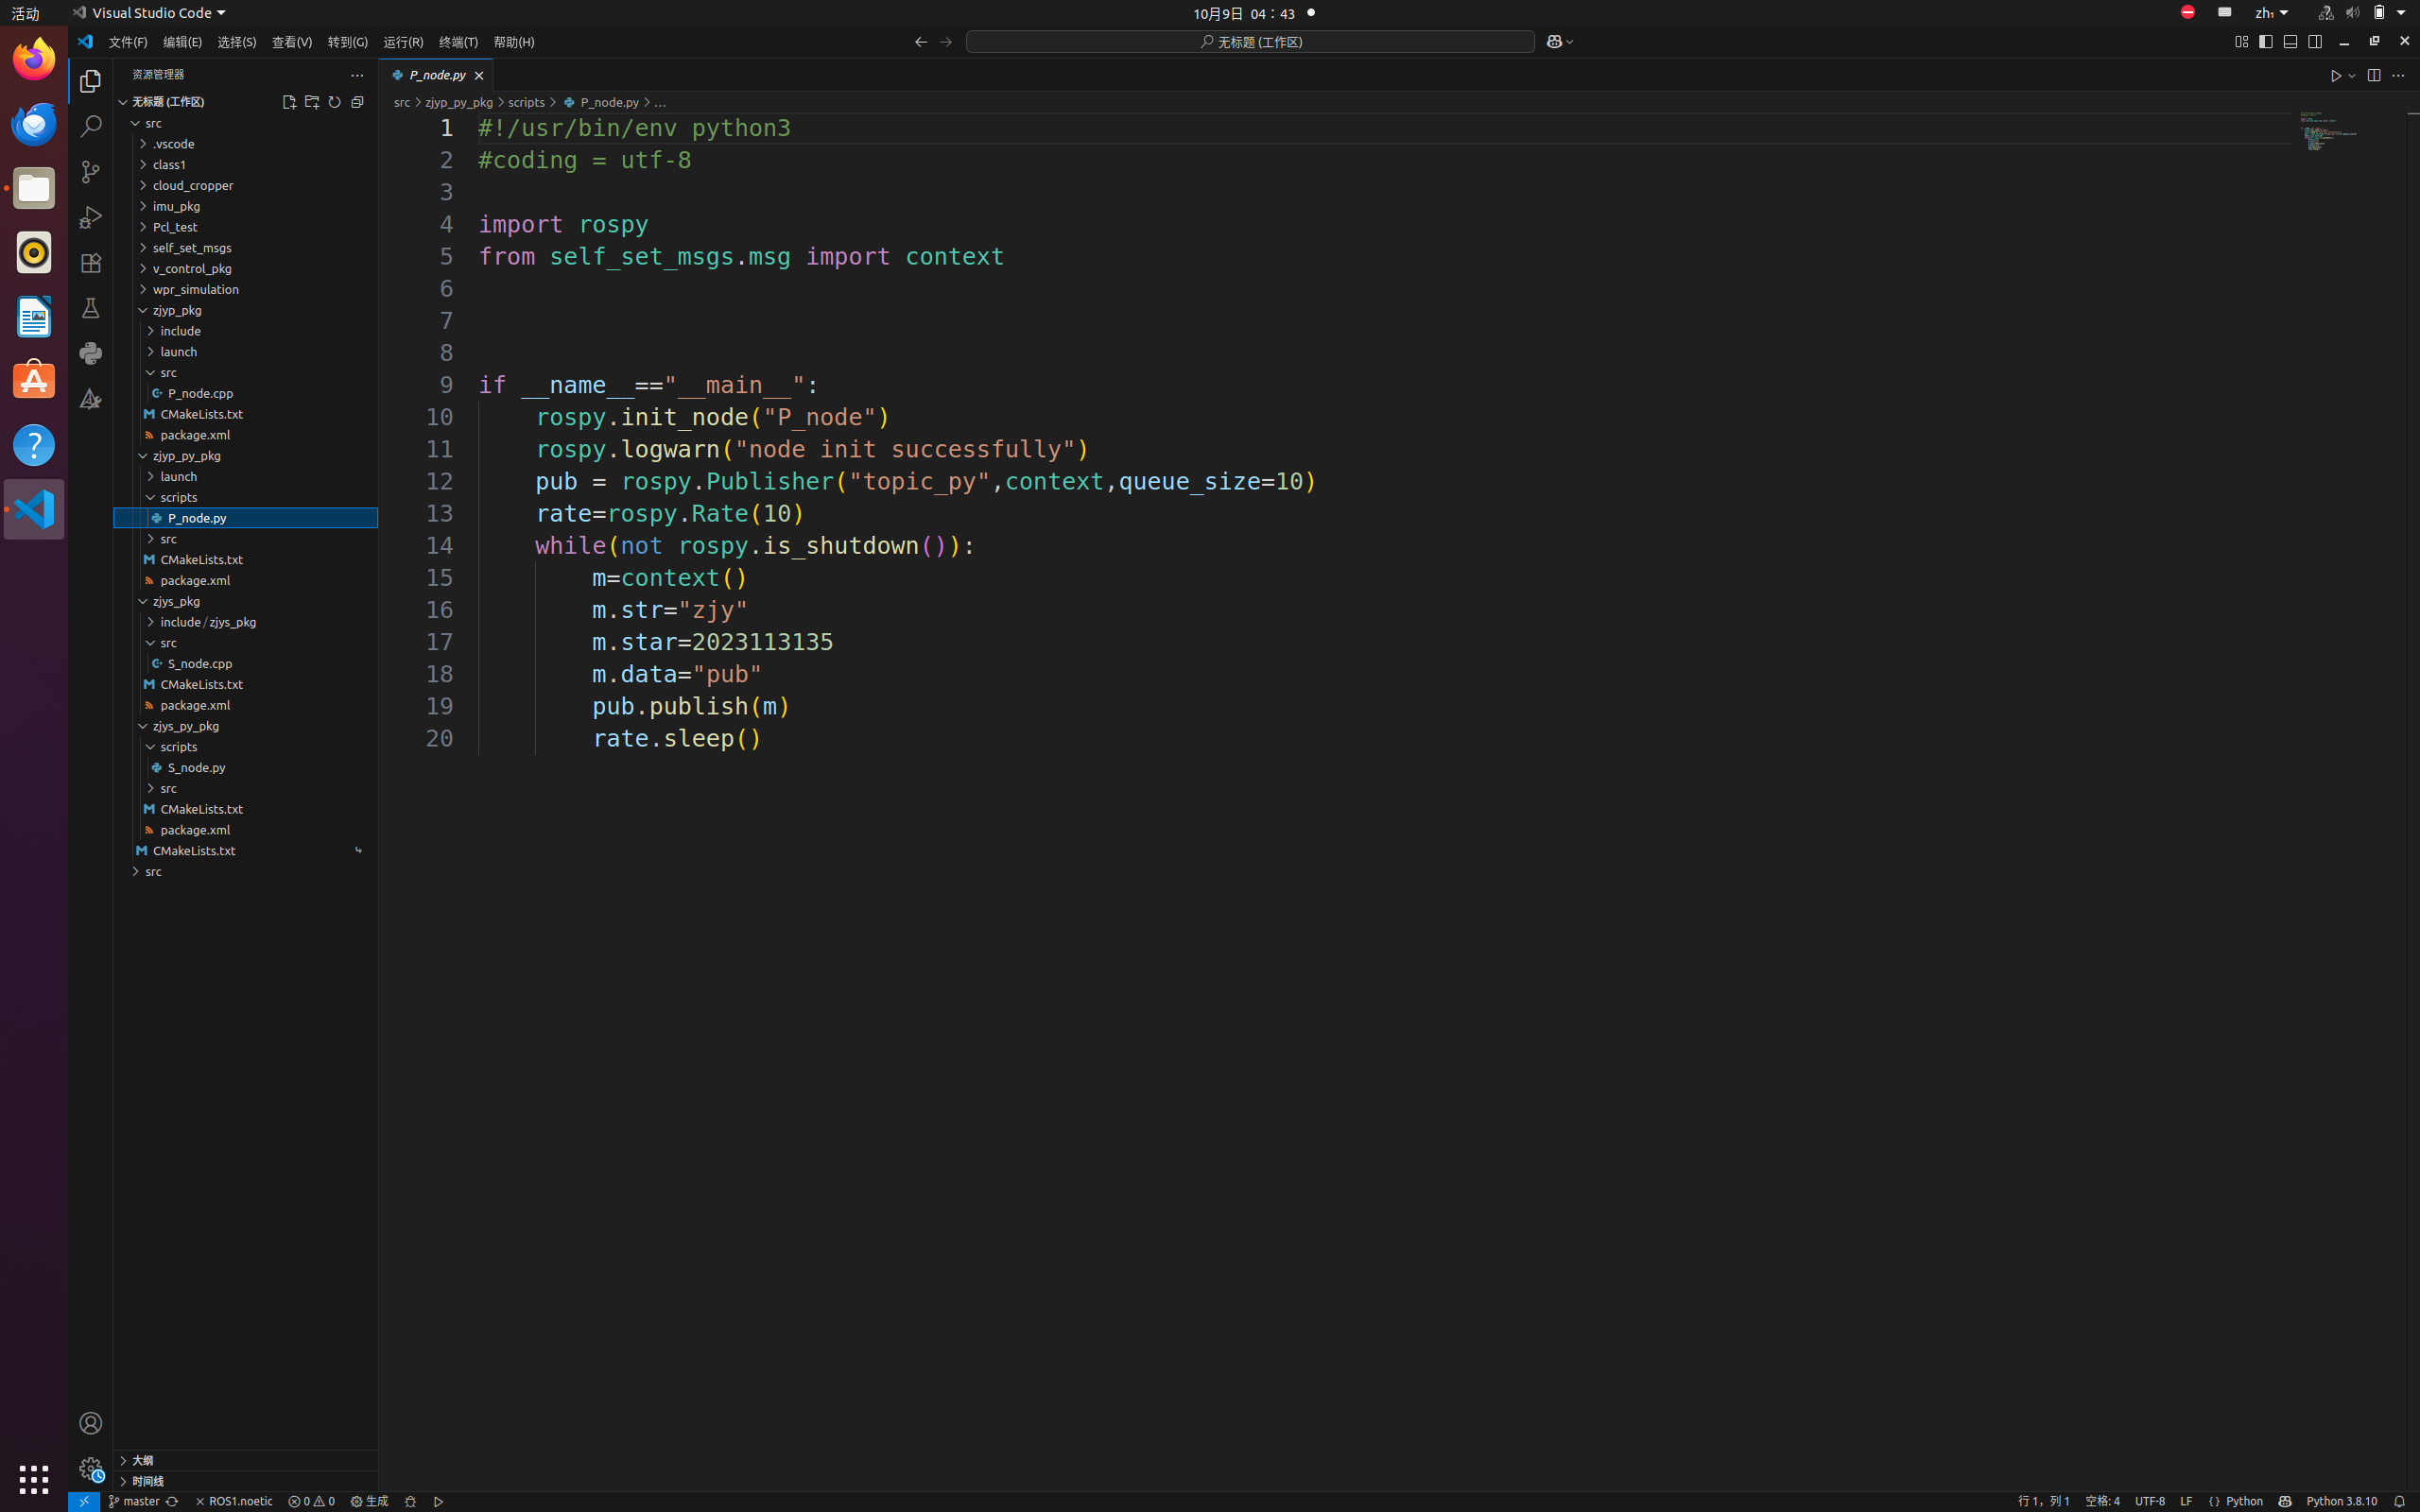 活动
Visual Studio Code
10月9日 04：43
zh₁
文件(F) 编辑(E) 选择(S) 查看(V) 转到(G) 运行(R) 终端(T) 帮助(H)
无标题 (工作区)
资源管理器
无标题 (工作区)
src
.vscode
class1
cloud_cropper
imu_pkg
Pcl_test
self_set_msgs
v_control_pkg
wpr_simulation
zjyp_pkg
include
launch
src
P_node.cpp
CMakeLists.txt
package.xml
zjyp_py_pkg
launch
scripts
P_node.py
src
CMakeLists.txt
package.xml
zjys_pkg
include/zjys_pkg
src
S_node.cpp
CMakeLists.txt
package.xml
zjys_py_pkg
scripts
S_node.py
src
CMakeLists.txt
package.xml
CMakeLists.txt
src
大纲
时间线
P_node.py
src > zjyp_py_pkg > scripts > P_node.py > ...
1 #!/usr/bin/env python3
2 #coding = utf-8
3
4 import rospy
5 from self_set_msgs.msg import context
6
7
8
9 if __name__=="__main__":
10 rospy.init_node("P_node")
11 rospy.logwarn("node init successfully")
12 pub = rospy.Publisher("topic_py",context,queue_size=10)
13 rate=rospy.Rate(10)
14 while(not rospy.is_shutdown()):
15 m=context()
16 m.str="zjy"
17 m.star=2023113135
18 m.data="pub"
19 pub.publish(m)
20 rate.sleep()
master ROS1.noetic 0 0 生成
行 1，列 1 空格: 4 UTF-8 LF {} Python Python 3.8.10